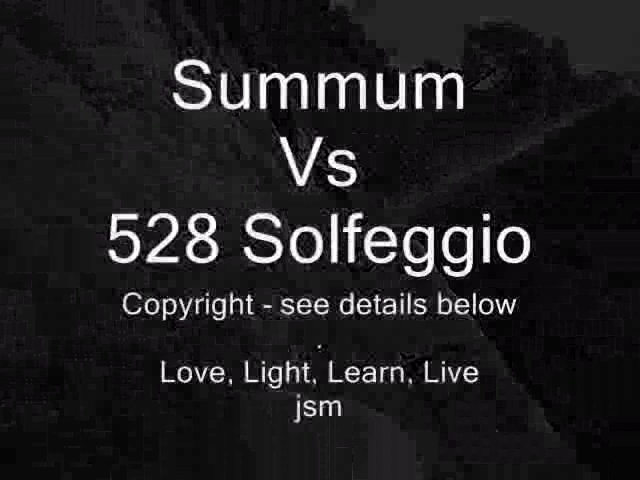 Summum
Vs
528 Solfeggio
Copyright - see details below
.
Love, Light, Learn, Live
jsm